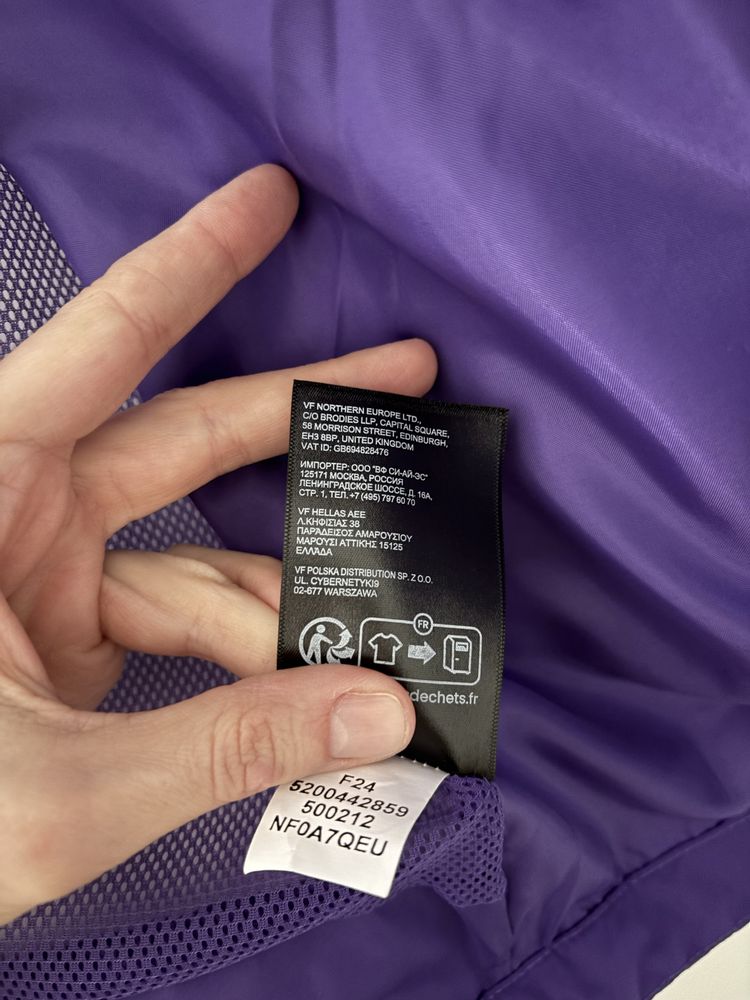 VF NORTHERN EUROPE LTD.,
C/O BRODIES LLP, CAPITAL SQUARE,
58 MORRISON STREET, EDINBURGH,
EH3 8BP, UNITED KINGDOM
VAT ID: GB694828476
ИМПОРТЕР: ООО "ВФ СИ-АЙ-ЭС"
125171 МОСКВА, РОССИЯ
ЛЕНИНГРАДСКОЕ ШОССЕ, Д. 16А,
СТР. 1, ТЕЛ. +7 (495) 797 60 70
VF HELLAS AEE
Λ.ΚΗΦΙΣΙΑΣ 38
ΠΑΡΆΔΕΙΣΟΣ ΑΜΑΡΟΥΣΙΟΥ
ΜΑΡΟΎΣΙ ΑΤΤΙΚΗΣ 15125
ΕΛΛΆΔΑ
VF POLSKA DISTRIBUTION SP. Z O.O.
UL. CYBERNETYKI9
02-677 WARSZAWA
FR
dechets.fr
F24
5200442859
500212
NF0A7QEU